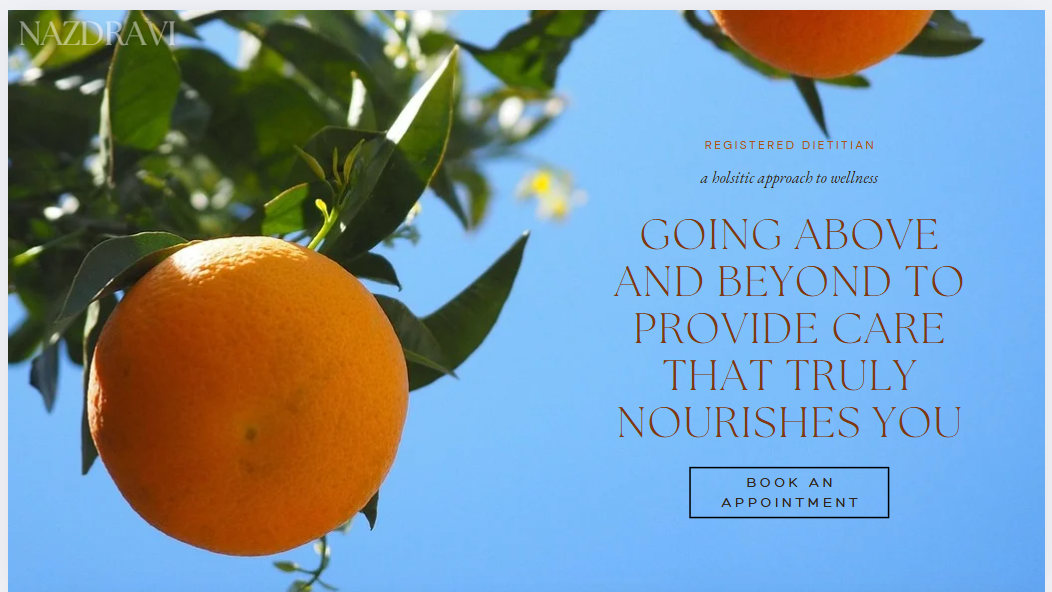 NAZDRAVI
REGISTERED DIETITIAN
a holsitic approach to wellness
GOING ABOVE
AND BEYOND TO
PROVIDE CARE
THAT TRULY
NOURISHES YOU
BOOK AN
APPOINTMENT